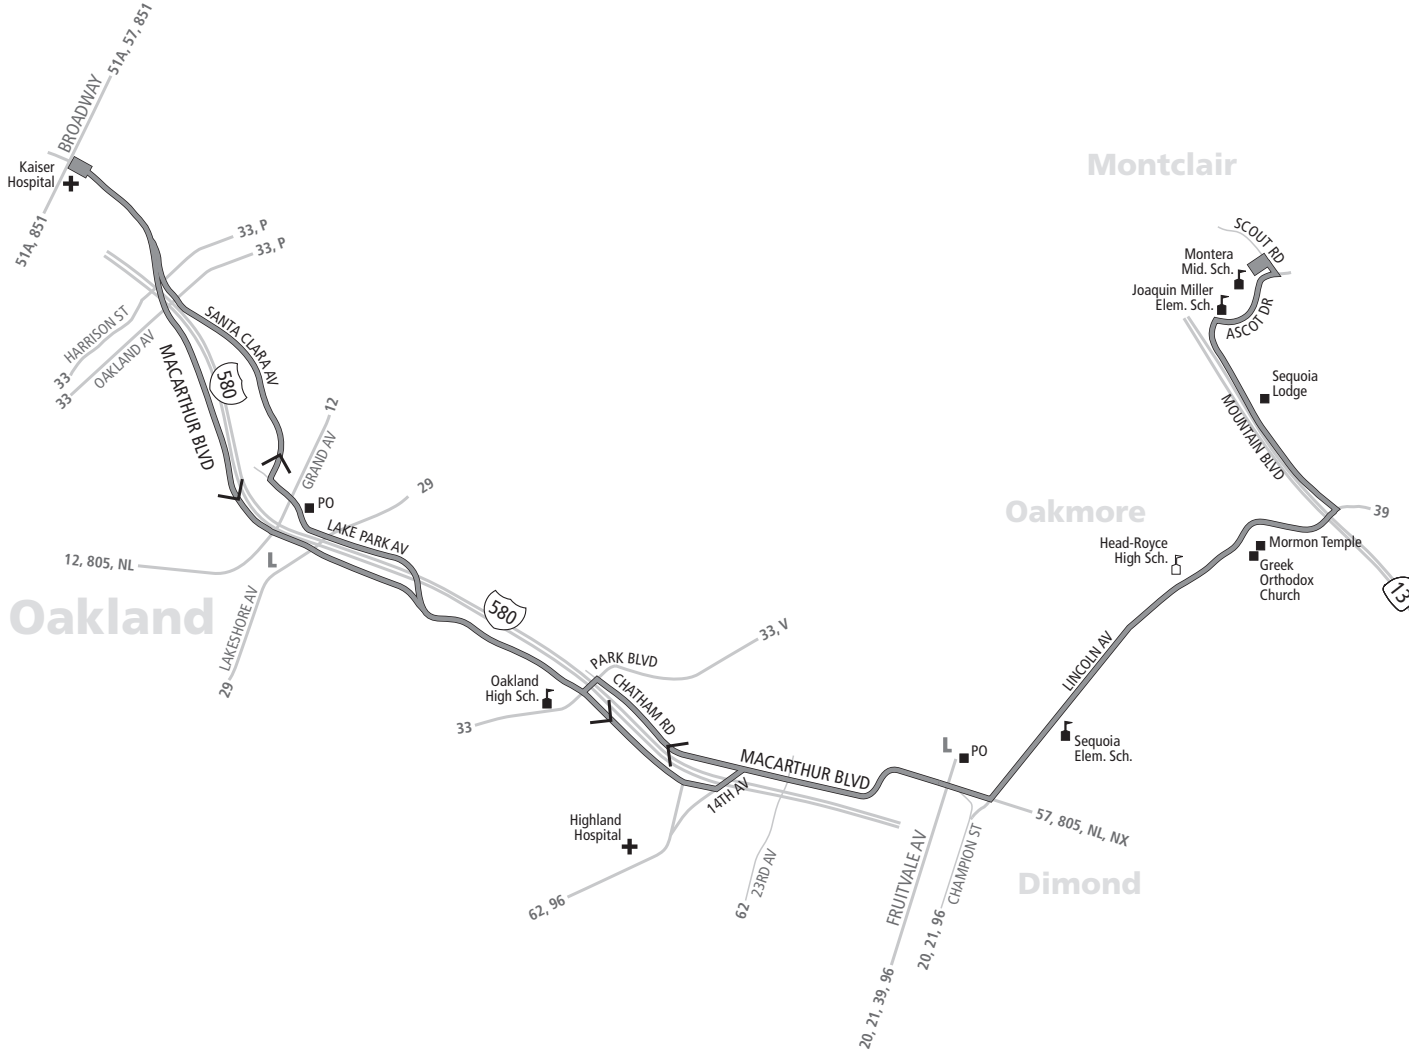 51A, 57, 851
BROADWAY
Kaiser
Hospital
51A, 851
33, P
33, P
HARRISON ST
OAKLAND AV
33
33
SANTA CLARA AV
MACARTHUR BLVD
580
12
GRAND AV
PO
29
LAKE PARK AV
12, 805, NL
L
LAKESHORE AV
29
Oakland
580
PARK BLVD
33, V
Oakland
High Sch.
33
CHATHAM RD
MACARTHUR BLVD
14TH AV
Highland
Hospital
62, 96
62
23RD AV
L
PO
FRUITVALE AV
20, 21, 39, 96
CHAMPION ST
20, 21, 96
57, 805, NL, NX
Dimond
Sequoia
Elem. Sch.
LINCOLN AV
Oakmore
Head-Royce
High Sch.
Mormon Temple
Greek
Orthodox
Church
13
39
MOUNTAIN BLVD
Sequoia
Lodge
ASCOT DR
Joaquin Miller
Elem. Sch.
Montera
Mid. Sch.
SCOUT RD
Montclair